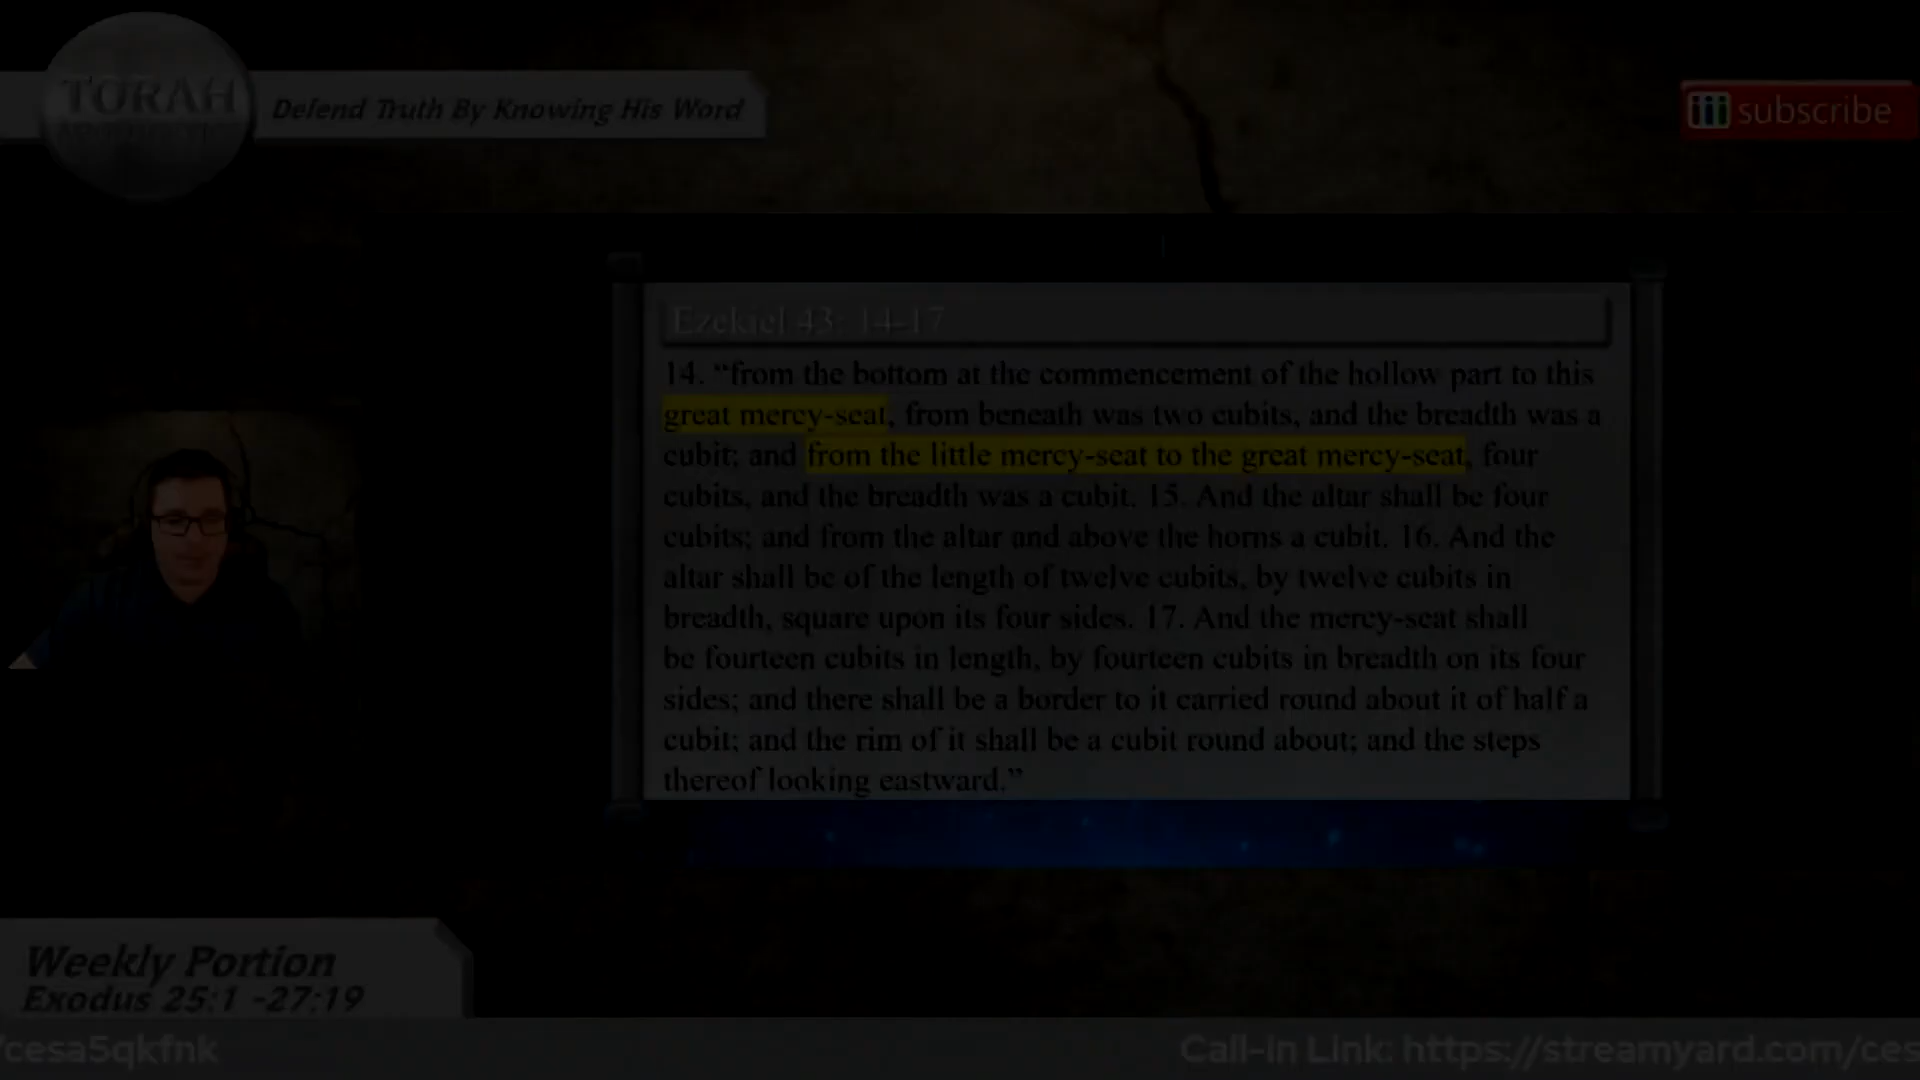 TORAH
Defend Truth By Knowing His Word
subscribe
Ezekiel 43: 14-17
14. “from the bottom at the commencement of the hollow part to this
great mercy-seat, from beneath was two cubits, and the breadth was a
cubit; and from the little mercy-seat to the great mercy-seat, four
cubits, and the breadth was a cubit. 15. And the altar shall be four
cubits; and from the altar and above the horns a cubit. 16. And the
altar shall be of the length of twelve cubits, by twelve cubits in
breadth, square upon its four sides. 17. And the mercy-seat shall
be fourteen cubits in length, by fourteen cubits in breadth on its four
sides; and there shall be a border to it carried round about it of half a
cubit; and the rim of it shall be a cubit round about; and the steps
thereof looking eastward.”
Weekly Portion
Exodus 25:1 -27:19
/cesa5qkfnk
Call-in Link: https://streamyard.com/ces